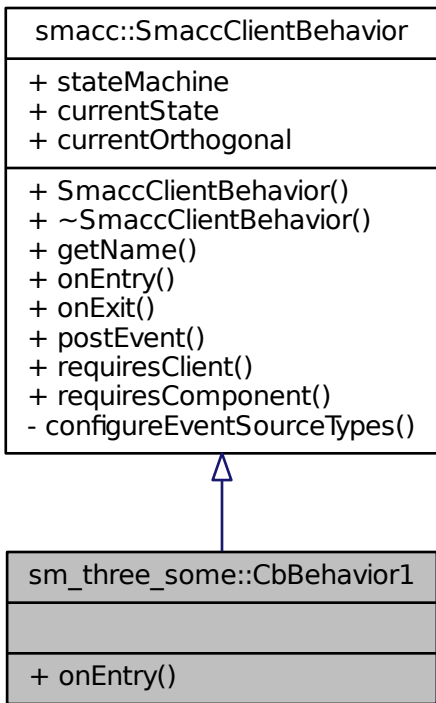 smacc::SmaccClientBehavior
+ stateMachine
+ currentState
+ currentOrthogonal
+ SmaccClientBehavior()
+ ~SmaccClientBehavior()
+ getName()
+ onEntry()
+ onExit()
+ postEvent()
+ requiresClient()
+ requiresComponent()
- configureEventSourceTypes()
sm_three_some::CbBehavior1
+ onEntry()